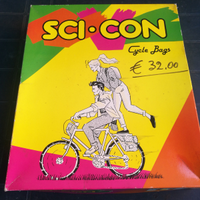 SCI·CON
Cycle Bags
€ 32.00